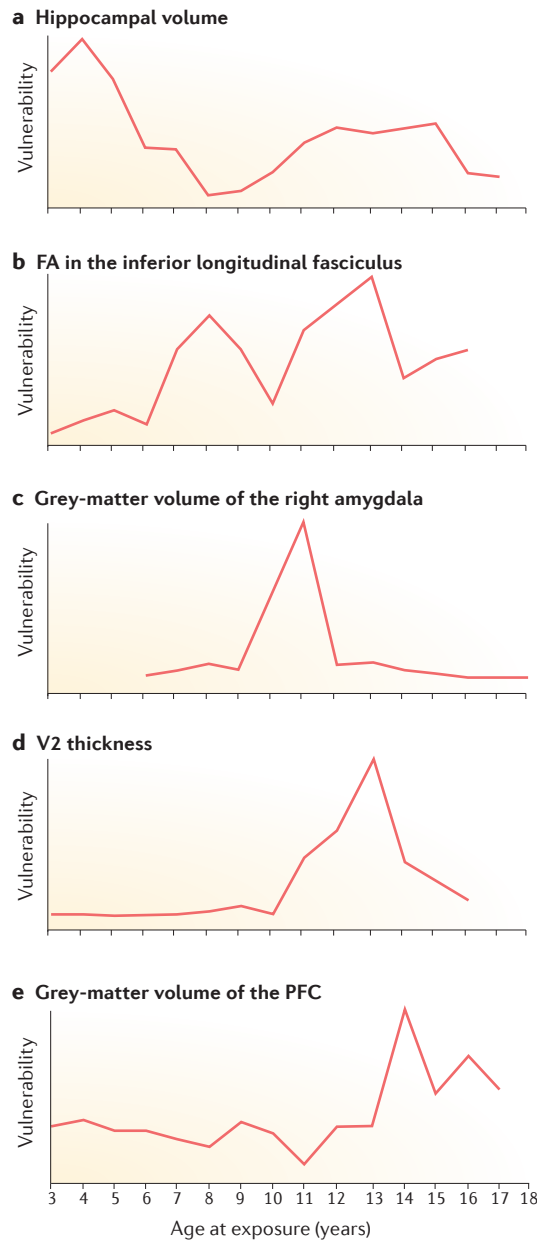 a Hippocampal volume
Vulnerability
b FA in the inferior longitudinal fasciculus
Vulnerability
c Grey-matter volume of the right amygdala
Vulnerability
d V2 thickness
Vulnerability
e Grey-matter volume of the PFC
Vulnerability
3 4 5 6 7 8 9 10 11 12 13 14 15 16 17 18
Age at exposure (years)